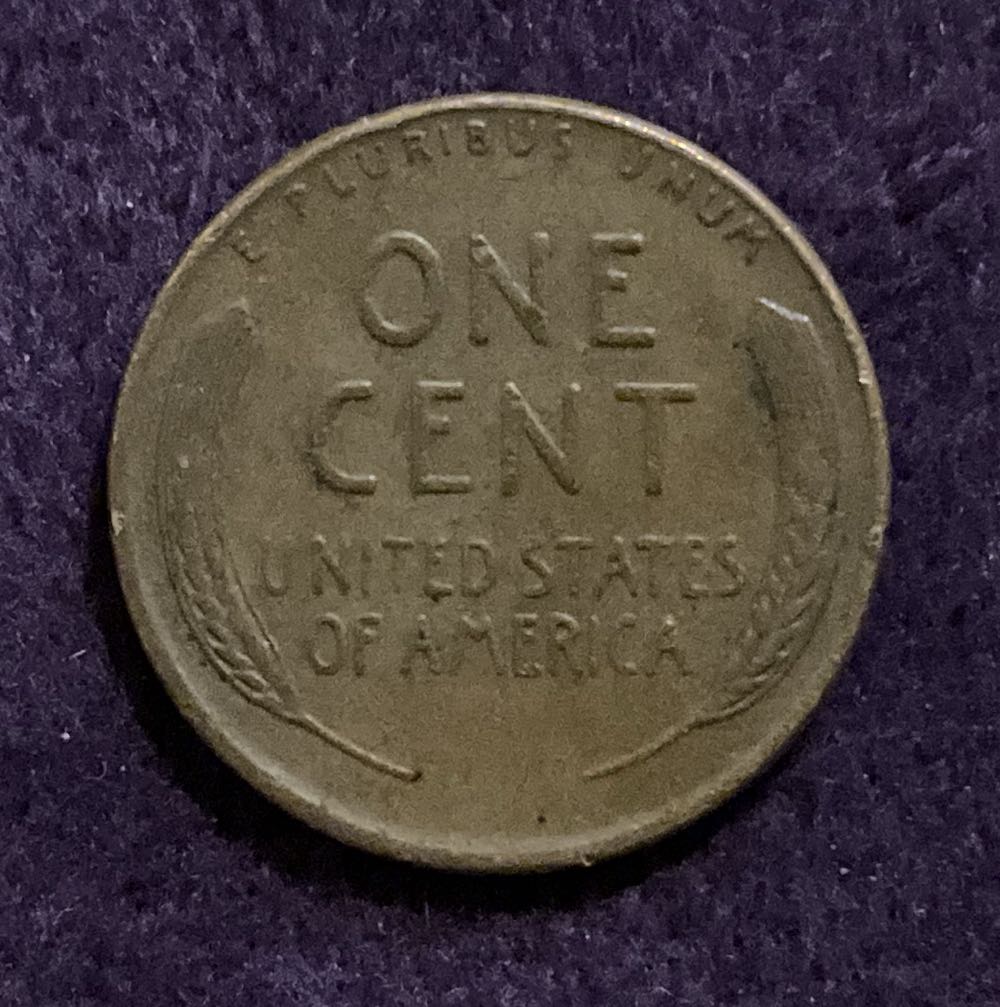 E PLURIBUS UNUM
ONE
CENT
UNITED STATES
OF AMERICA